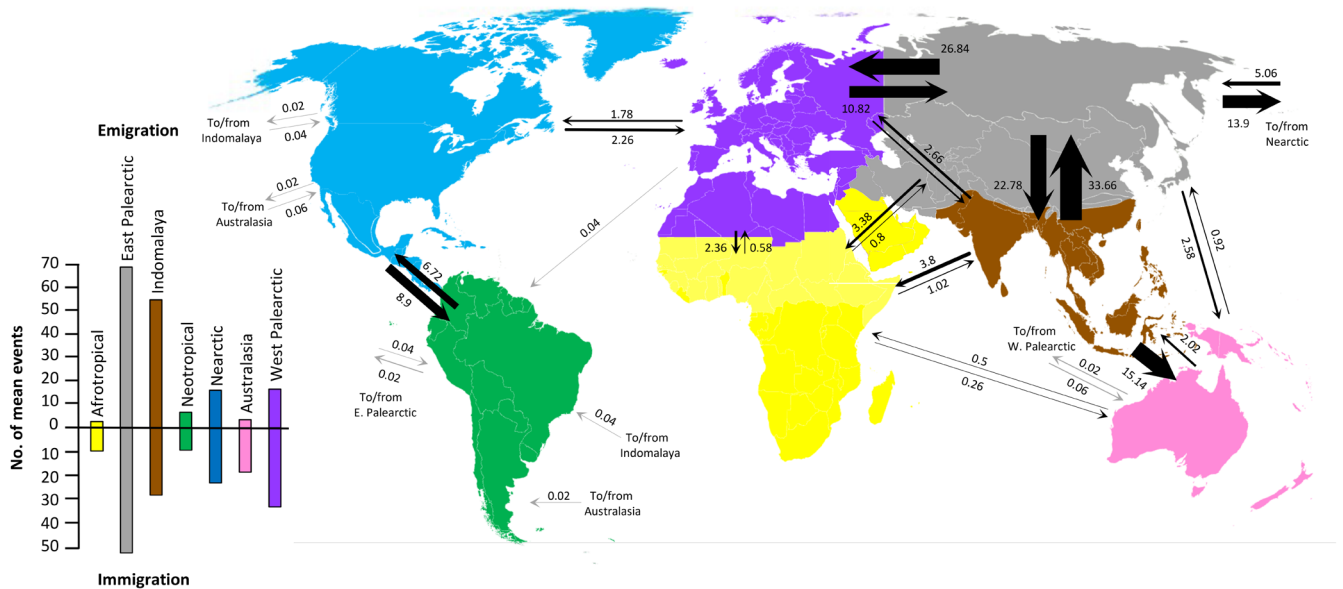 Emigration
No. of mean events
70
60
50
40
30
20
10
0
10
20
30
40
50
Afrotropical
East Palearctic
Indomalaya
Neotropical
Nearctic
Australasia
West Palearctic
Immigration
0.02
To/from
Indomalaya
0.04
0.02
To/from
Australasia
0.06
1.78
2.26
6.72
8.9
0.04
0.04
0.02
To/from
E. Palearctic
0.04
To/from
Indomalaya
0.02
To/from
Australasia
26.84
10.82
5.06
13.9
To/from
Nearctic
2.66
22.78
33.66
3.38
0.8
2.36
0.58
3.8
1.02
0.92
2.58
0.5
0.26
To/from
W. Palearctic
0.02
0.06
2.02
15.14